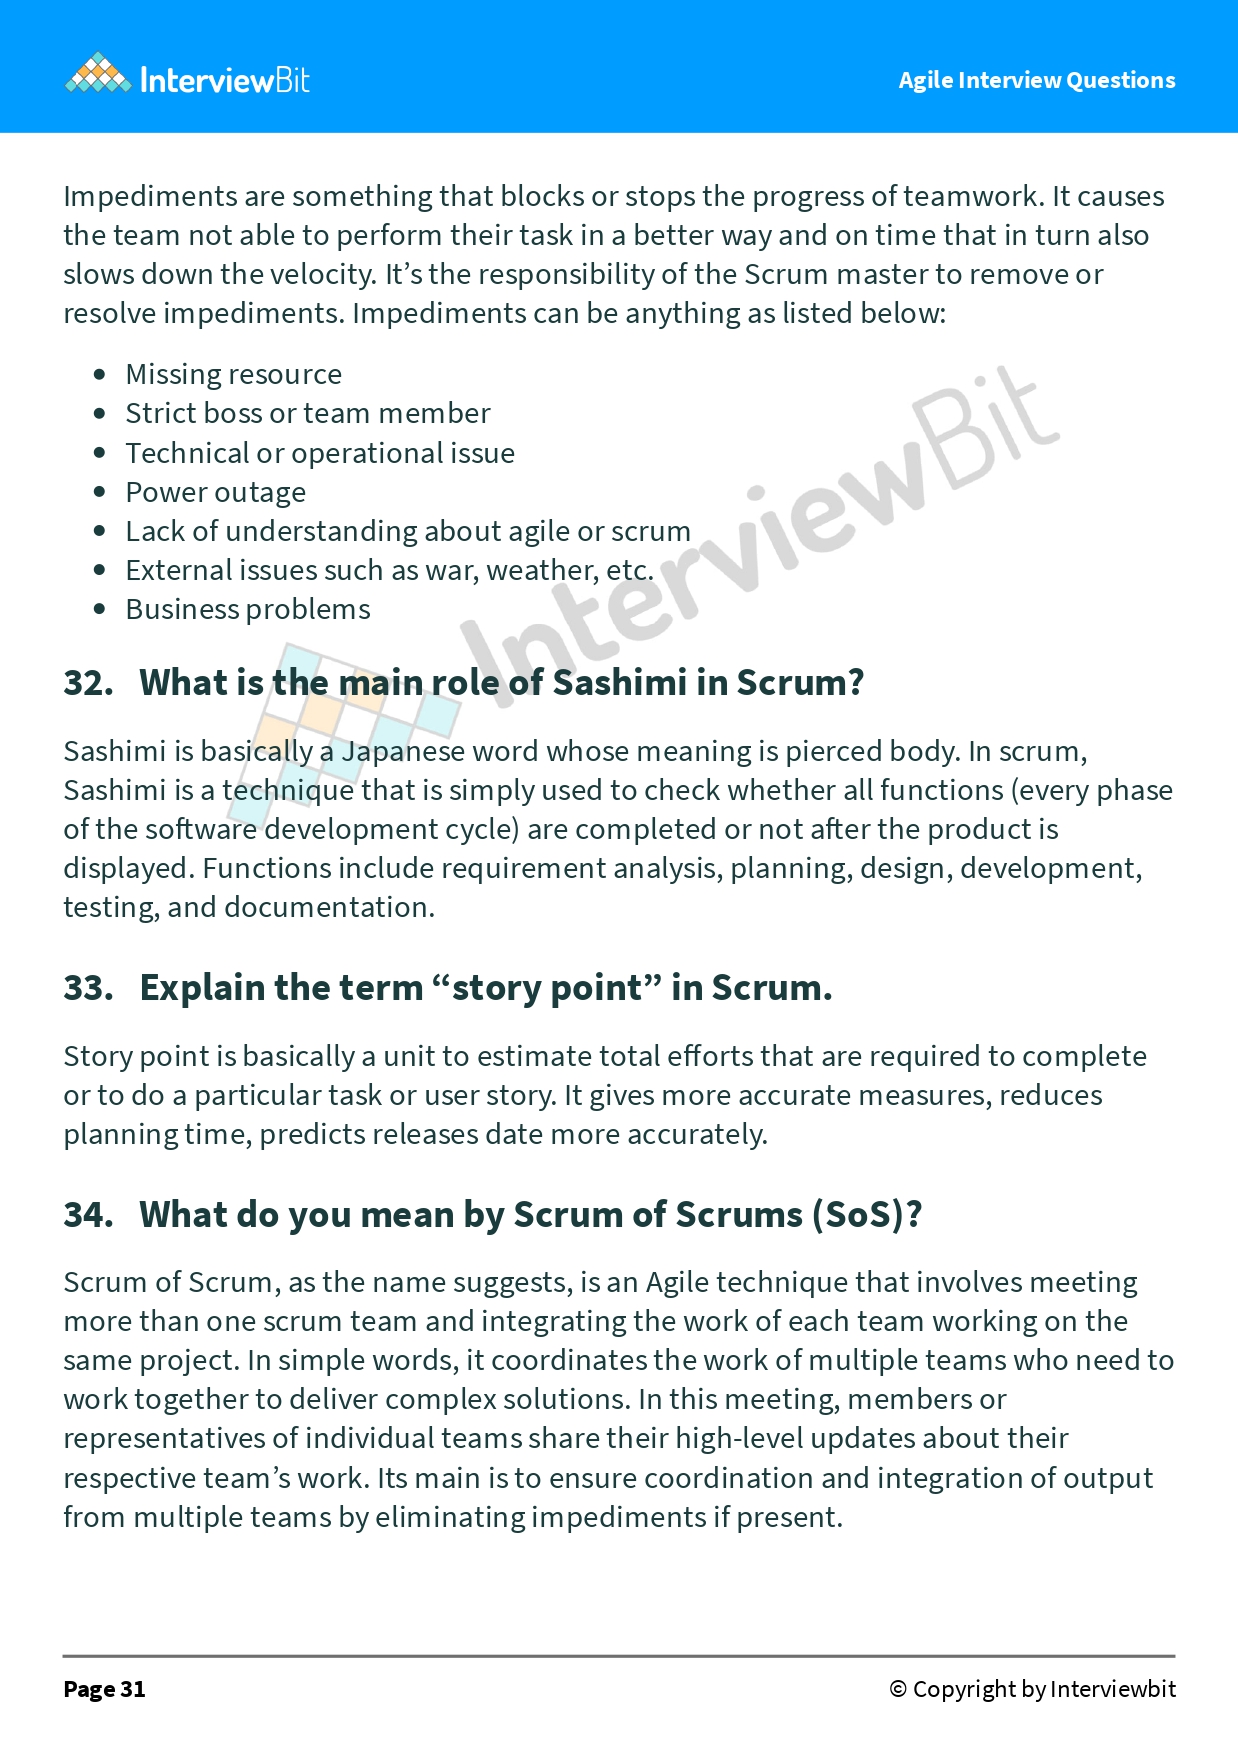 InterviewBit
Agile Interview Questions
Impediments are something that blocks or stops the progress of teamwork. It causes
the team not able to perform their task in a better way and on time that in turn also
slows down the velocity. It’s the responsibility of the Scrum master to remove or
resolve impediments. Impediments can be anything as listed below:
• Missing resource
• Strict boss or team member
• Technical or operational issue
• Power outage
• Lack of understanding about agile or scrum
• External issues such as war, weather, etc.
• Business problems
InterviewBit
32. What is the main role of Sashimi in Scrum?
Sashimi is basically a Japanese word whose meaning is pierced body. In scrum,
Sashimi is a technique that is simply used to check whether all functions (every phase
of the software development cycle) are completed or not after the product is
displayed. Functions include requirement analysis, planning, design, development,
testing, and documentation.
33. Explain the term “story point” in Scrum.
Story point is basically a unit to estimate total efforts that are required to complete
or to do a particular task or user story. It gives more accurate measures, reduces
planning time, predicts releases date more accurately.
34. What do you mean by Scrum of Scrums (SoS)?
Scrum of Scrum, as the name suggests, is an Agile technique that involves meeting
more than one scrum team and integrating the work of each team working on the
same project. In simple words, it coordinates the work of multiple teams who need to
work together to deliver complex solutions. In this meeting, members or
representatives of individual teams share their high-level updates about their
respective team’s work. Its main is to ensure coordination and integration of output
from multiple teams by eliminating impediments if present.
Page 31
© Copyright by Interviewbit